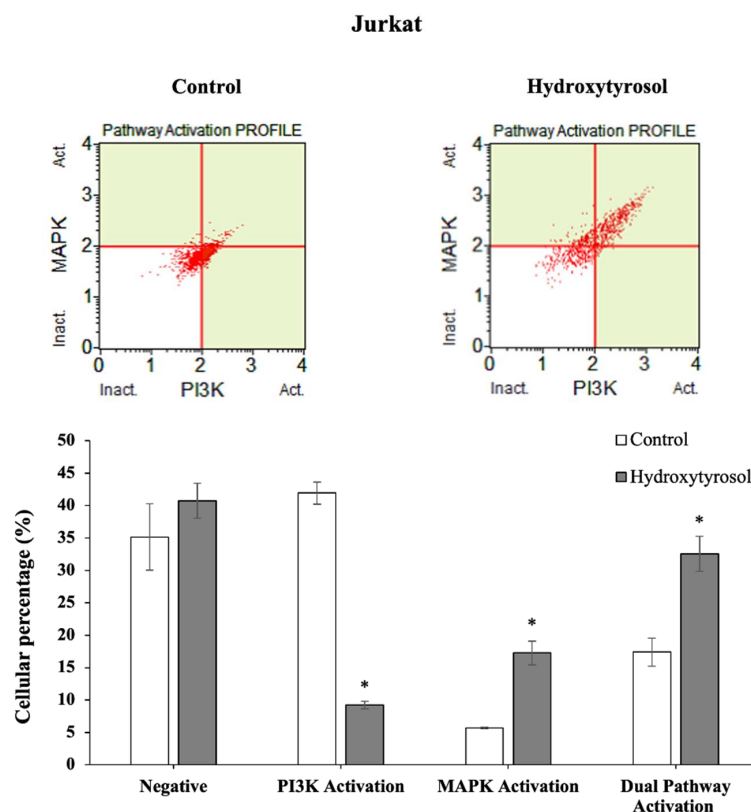 Jurkat
Control
Hydroxytyrosol
Pathway Activation PROFILE
4
3
2
1
0
Act.
MAPK
Inact.
0 1 2 3 4
Inact. PI3K Act.
Pathway Activation PROFILE
4
3
2
1
0
Act.
MAPK
Inact.
0 1 2 3 4
Inact. PI3K Act.
Cellular percentage (%)
50
45
40
35
30
25
20
15
10
5
0
Control
Hydroxytyrosol
*
*
*
Negative
PI3K Activation
MAPK Activation
Dual Pathway
Activation